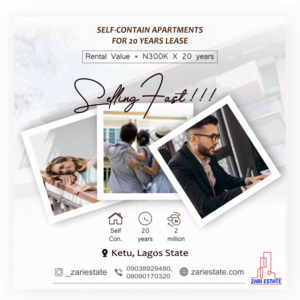 SELF-CONTAIN APARTMENTS
FOR 20 YEARS LEASE
Rental Value = N300K X 20 years
Selling Fast!!!
Self
Con.
20
years
2
million
Ketu, Lagos State
_zariestate
09038929480,
08090170320
zariestate.com
ZARI ESTATE